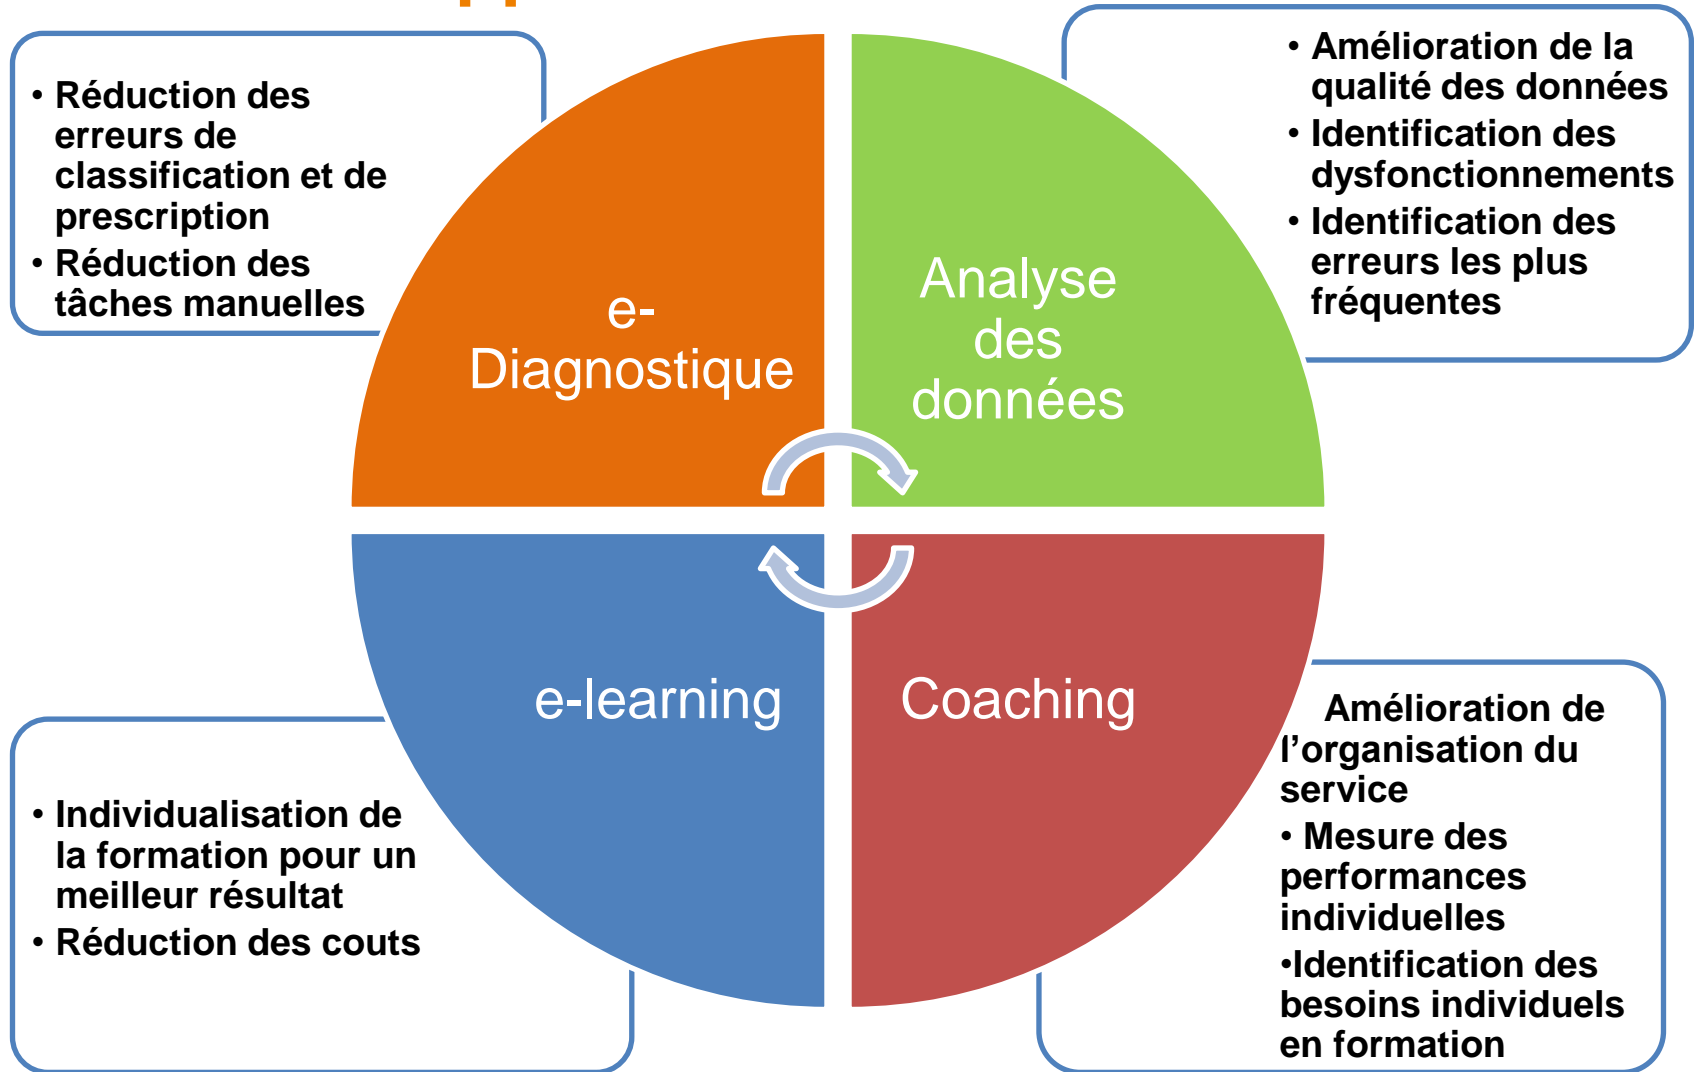 • Réduction des
erreurs de
classification et de
prescription
• Réduction des
tâches manuelles
e-
Diagnostique
Analyse
des
données
• Amélioration de la
qualité des données
• Identification des
dysfonctionnements
• Identification des
erreurs les plus
fréquentes
e-learning
Coaching
• Individualisation de
la formation pour un
meilleur résultat
• Réduction des couts
Amélioration de
l’organisation du
service
• Mesure des
performances
individuelles
•Identification des
besoins individuels
en formation